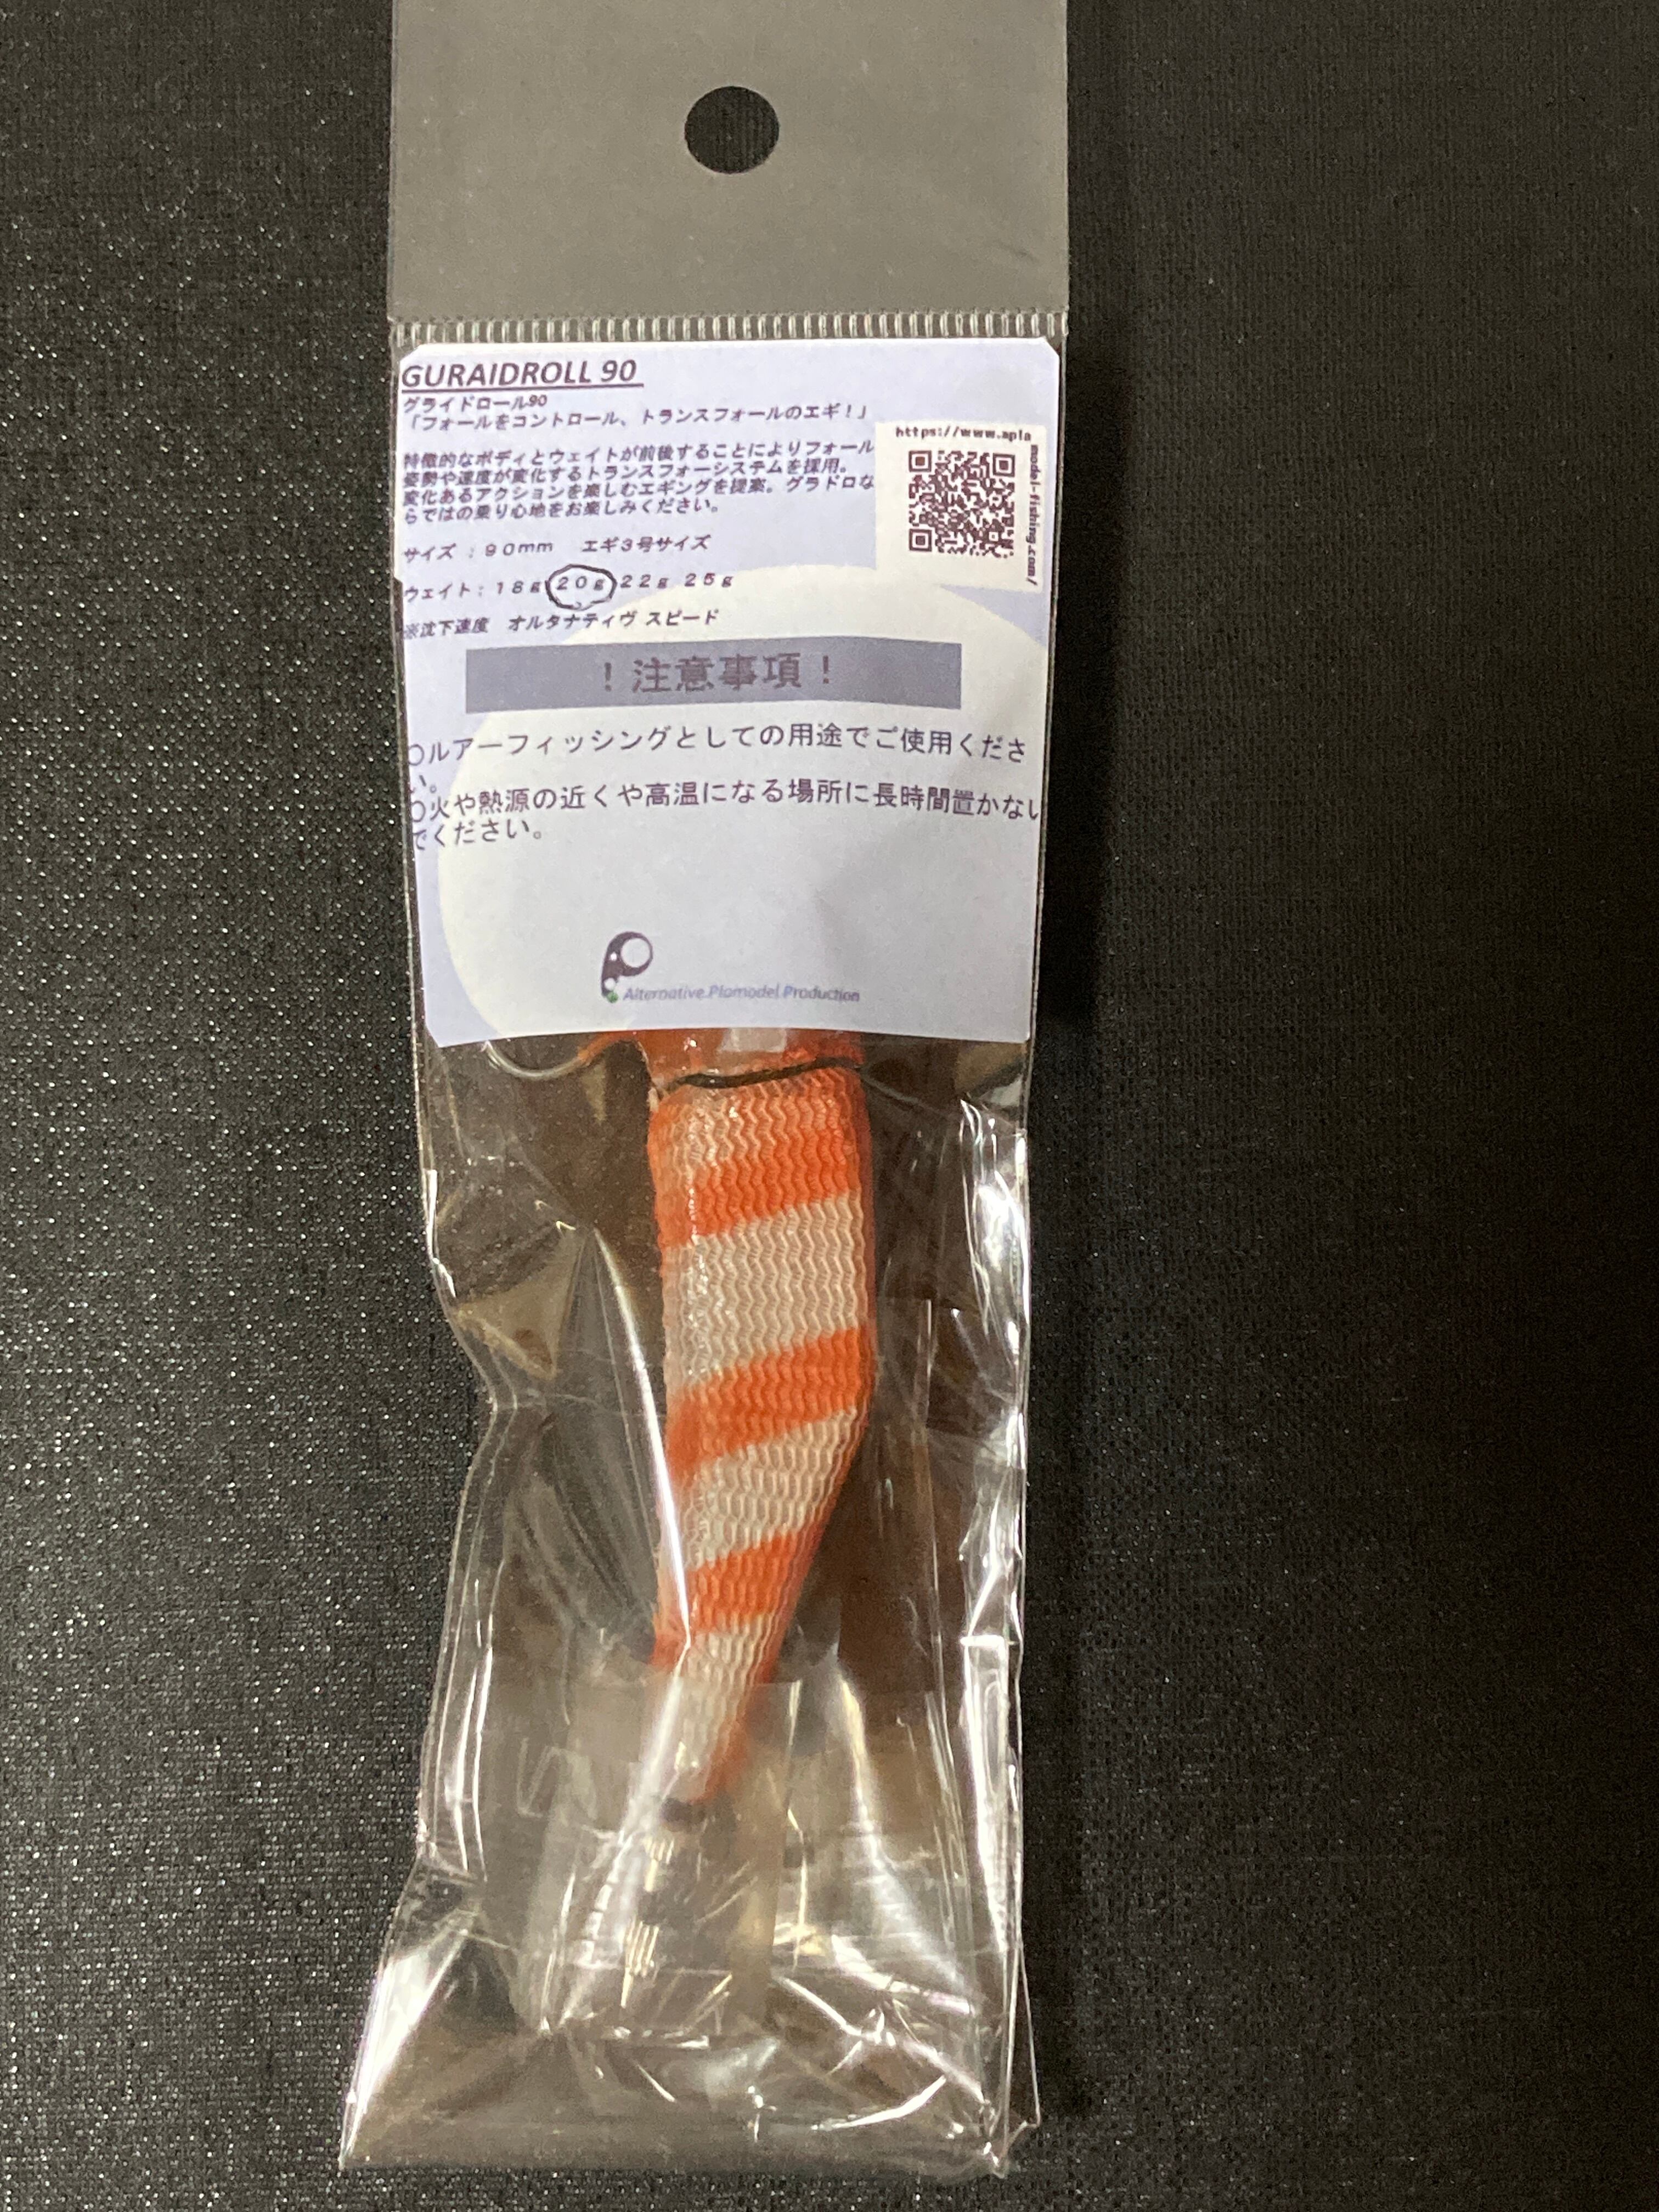 GURAIDROLL 90
グライドロール90
「フォールをコントロール、トランスフォールのエギ！」
特徴的なボディとウェイトが前後することによりフォール
姿勢や速度が変化するトランスフォーシステムを採用。
変化あるアクションを楽しむエギングを提案。グラドロな
らではの乗り心地をお楽しみください。
https://www.apla
model-fishing.com/
サイズ：90mm　エギ3号サイズ
ウェイト：18g 20g 22g 25g
※沈下速度　オルタナティヴ スピード
！注意事項！
○ルアーフィッシングとしての用途でご使用くださ
い。
○火や熱源の近くや高温になる場所に長時間置かない
でください。
Alternative.Plamodel.Production